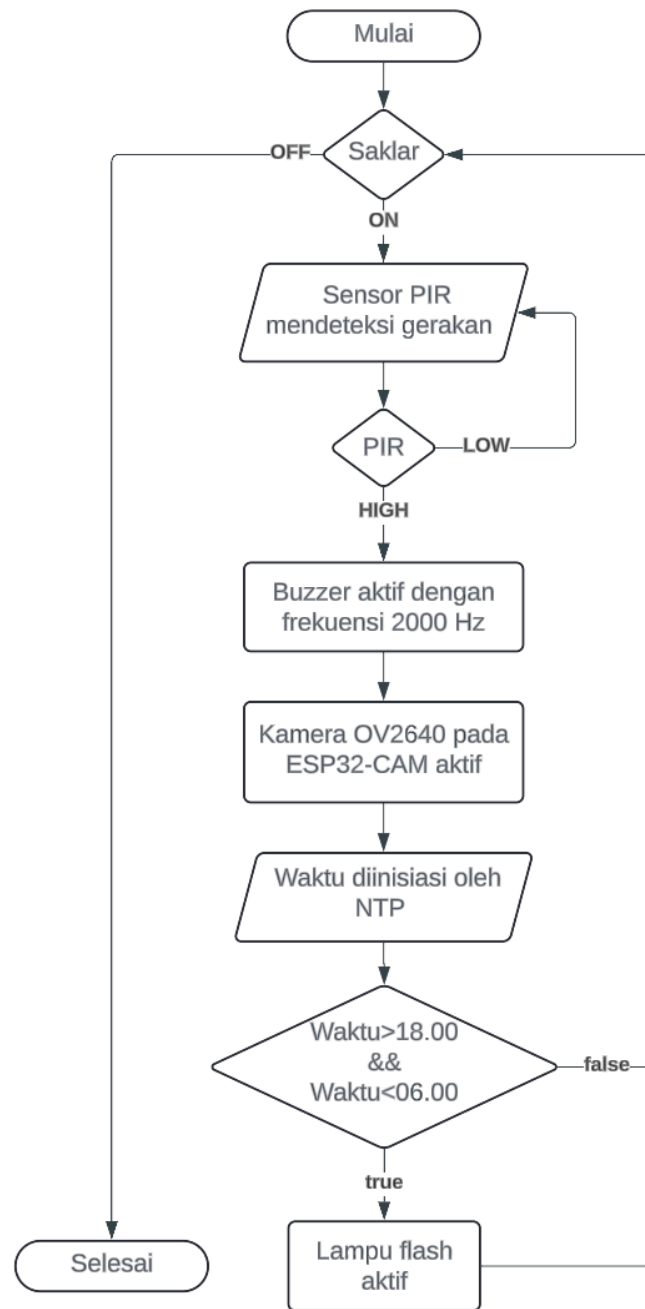 Mulai
Saklar
OFF
ON
Sensor PIR
mendeteksi gerakan
PIR
LOW
HIGH
Buzzer aktif dengan
frekuensi 2000 Hz
Kamera OV2640 pada
ESP32-CAM aktif
Waktu diinisiasi oleh
NTP
Waktu>18.00
&&
Waktu<06.00
false
true
Lampu flash
aktif
Selesai